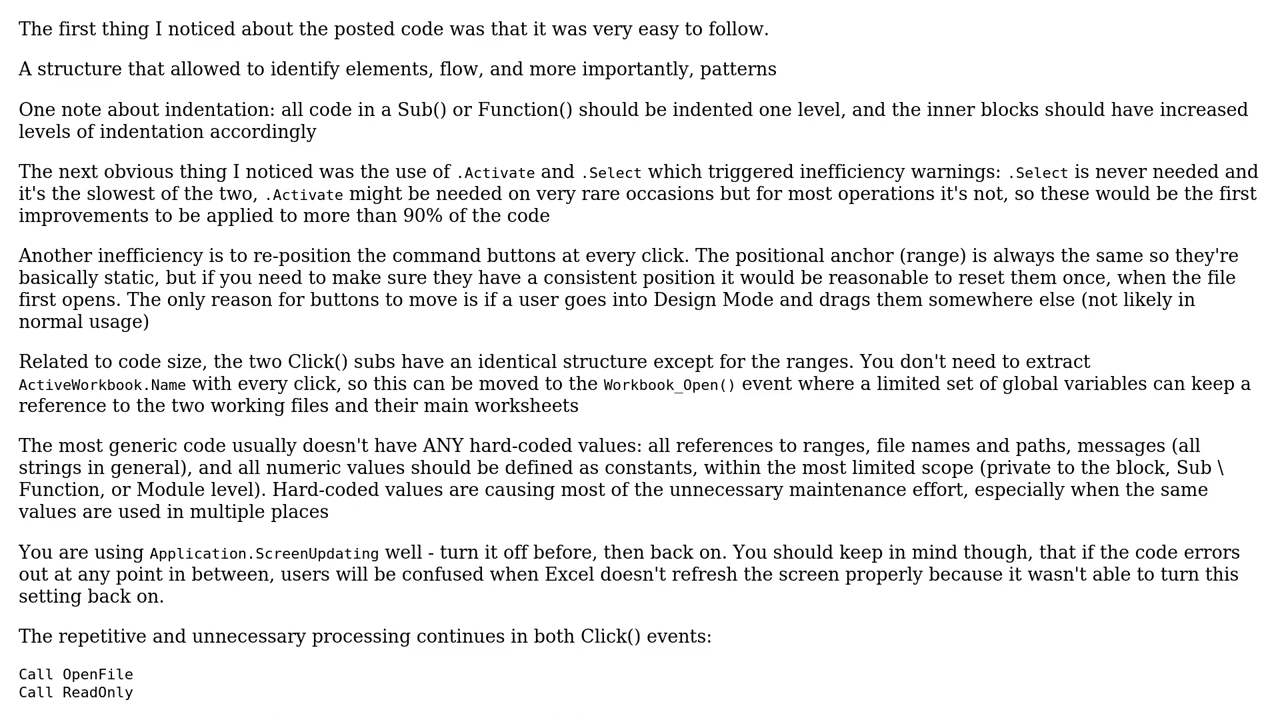 The first thing I noticed about the posted code was that it was very easy to follow.
A structure that allowed to identify elements, flow, and more importantly, patterns
One note about indentation: all code in a Sub() or Function() should be indented one level, and the inner blocks should have increased
levels of indentation accordingly
The next obvious thing I noticed was the use of .Activate and .Select which triggered inefficiency warnings: .Select is never needed and
it's the slowest of the two, .Activate might be needed on very rare occasions but for most operations it's not, so these would be the first
improvements to be applied to more than 90% of the code
Another inefficiency is to re-position the command buttons at every click. The positional anchor (range) is always the same so they're
basically static, but if you need to make sure they have a consistent position it would be reasonable to reset them once, when the file
first opens. The only reason for buttons to move is if a user goes into Design Mode and drags them somewhere else (not likely in
normal usage)
Related to code size, the two Click() subs have an identical structure except for the ranges. You don't need to extract
ActiveWorkbook.Name with every click, so this can be moved to the Workbook_Open() event where a limited set of global variables can keep a
reference to the two working files and their main worksheets
The most generic code usually doesn't have ANY hard-coded values: all references to ranges, file names and paths, messages (all
strings in general), and all numeric values should be defined as constants, within the most limited scope (private to the block, Sub \
Function, or Module level). Hard-coded values are causing most of the unnecessary maintenance effort, especially when the same
values are used in multiple places
You are using Application.ScreenUpdating well - turn it off before, then back on. You should keep in mind though, that if the code errors
out at any point in between, users will be confused when Excel doesn't refresh the screen properly because it wasn't able to turn this
setting back on.
The repetitive and unnecessary processing continues in both Click() events:
Call OpenFile
Call ReadOnly